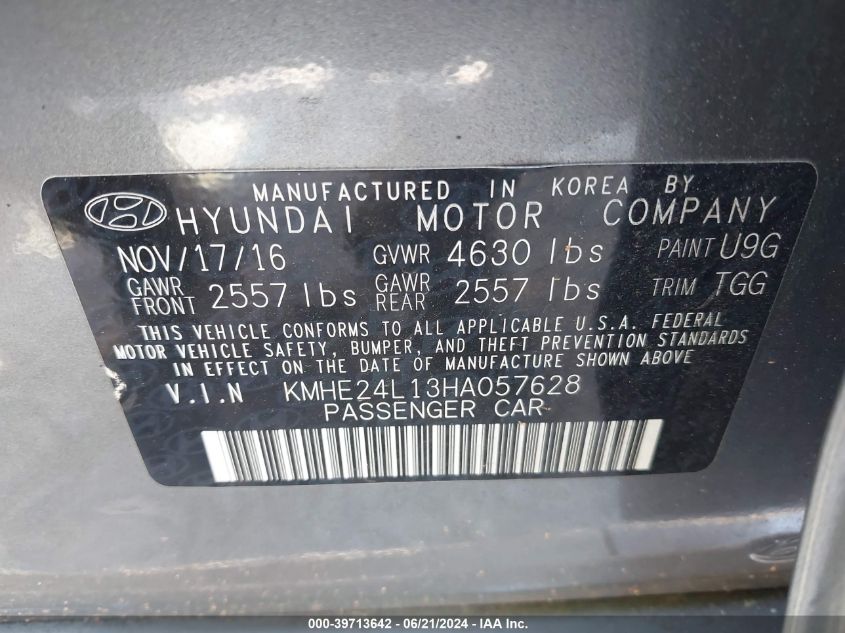 MANUFACTURED IN KOREA BY
HYUNDAI MOTOR COMPANY
NOV/17/16 GVWR 4630 lbs PAINT U9G
GAWR FRONT 2557 lbs GAWR REAR 2557 lbs TRIM TGG
THIS VEHICLE CONFORMS TO ALL APPLICABLE U.S.A. FEDERAL
MOTOR VEHICLE SAFETY, BUMPER, AND THEFT PREVENTION STANDARDS
IN EFFECT ON THE DATE OF MANUFACTURE SHOWN ABOVE
V.I.N KMHE24L13HA057628
PASSENGER CAR
000-39713642 - 06/21/2024 - IAA Inc.